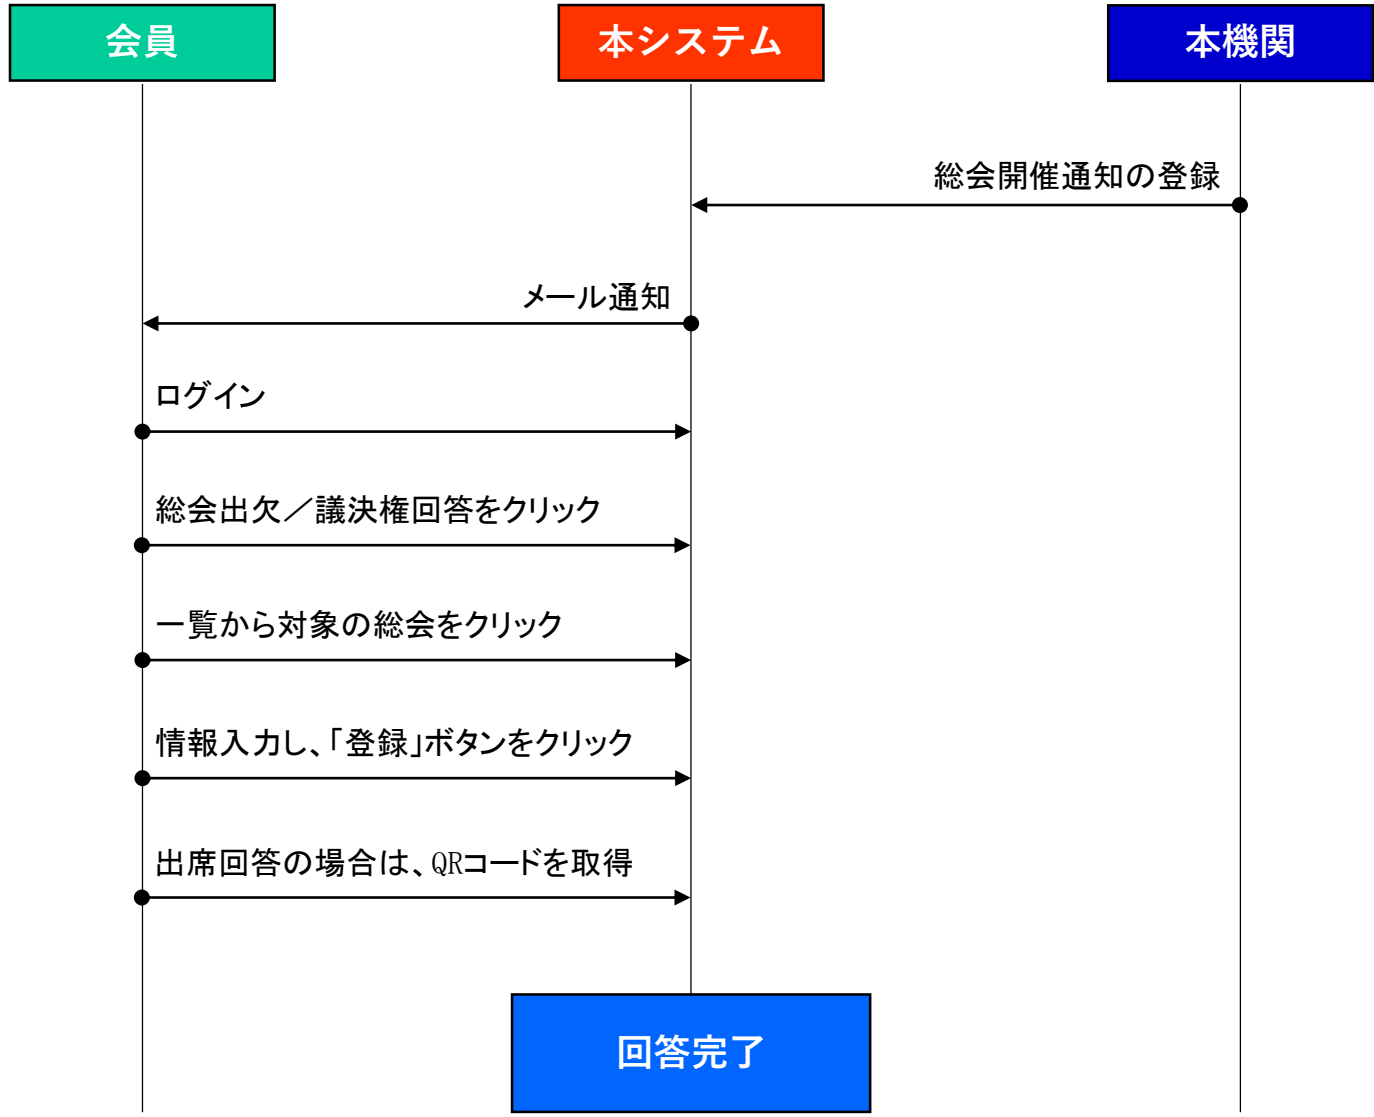 会員
本システム
本機関
総会開催通知の登録
メール通知
ログイン
総会出欠／議決権回答をクリック
一覧から対象の総会をクリック
情報入力し、「登録」ボタンをクリック
出席回答の場合は、QRコードを取得
回答完了